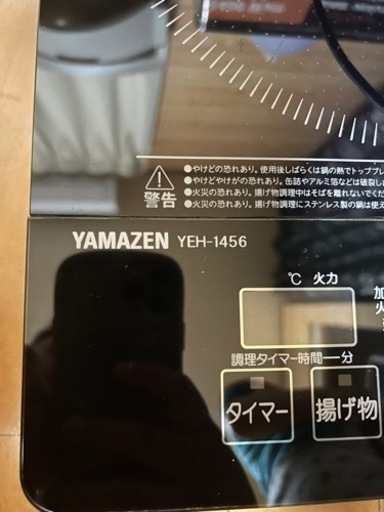 ●やけどの恐れあり。使用後しばらくは鍋の熱でトッププレ
●やけどやけがの恐れあり。缶詰やアルミ箔などは破裂し
●火災の恐れあり。揚げ物調理中はそばを離れないでく
●火災の恐れあり。揚げ物調理にステンレス製の鍋は使え
警告
YAMAZEN YEH-1456
℃ 火力
調理タイマー時間―分
タイマー
揚げ物